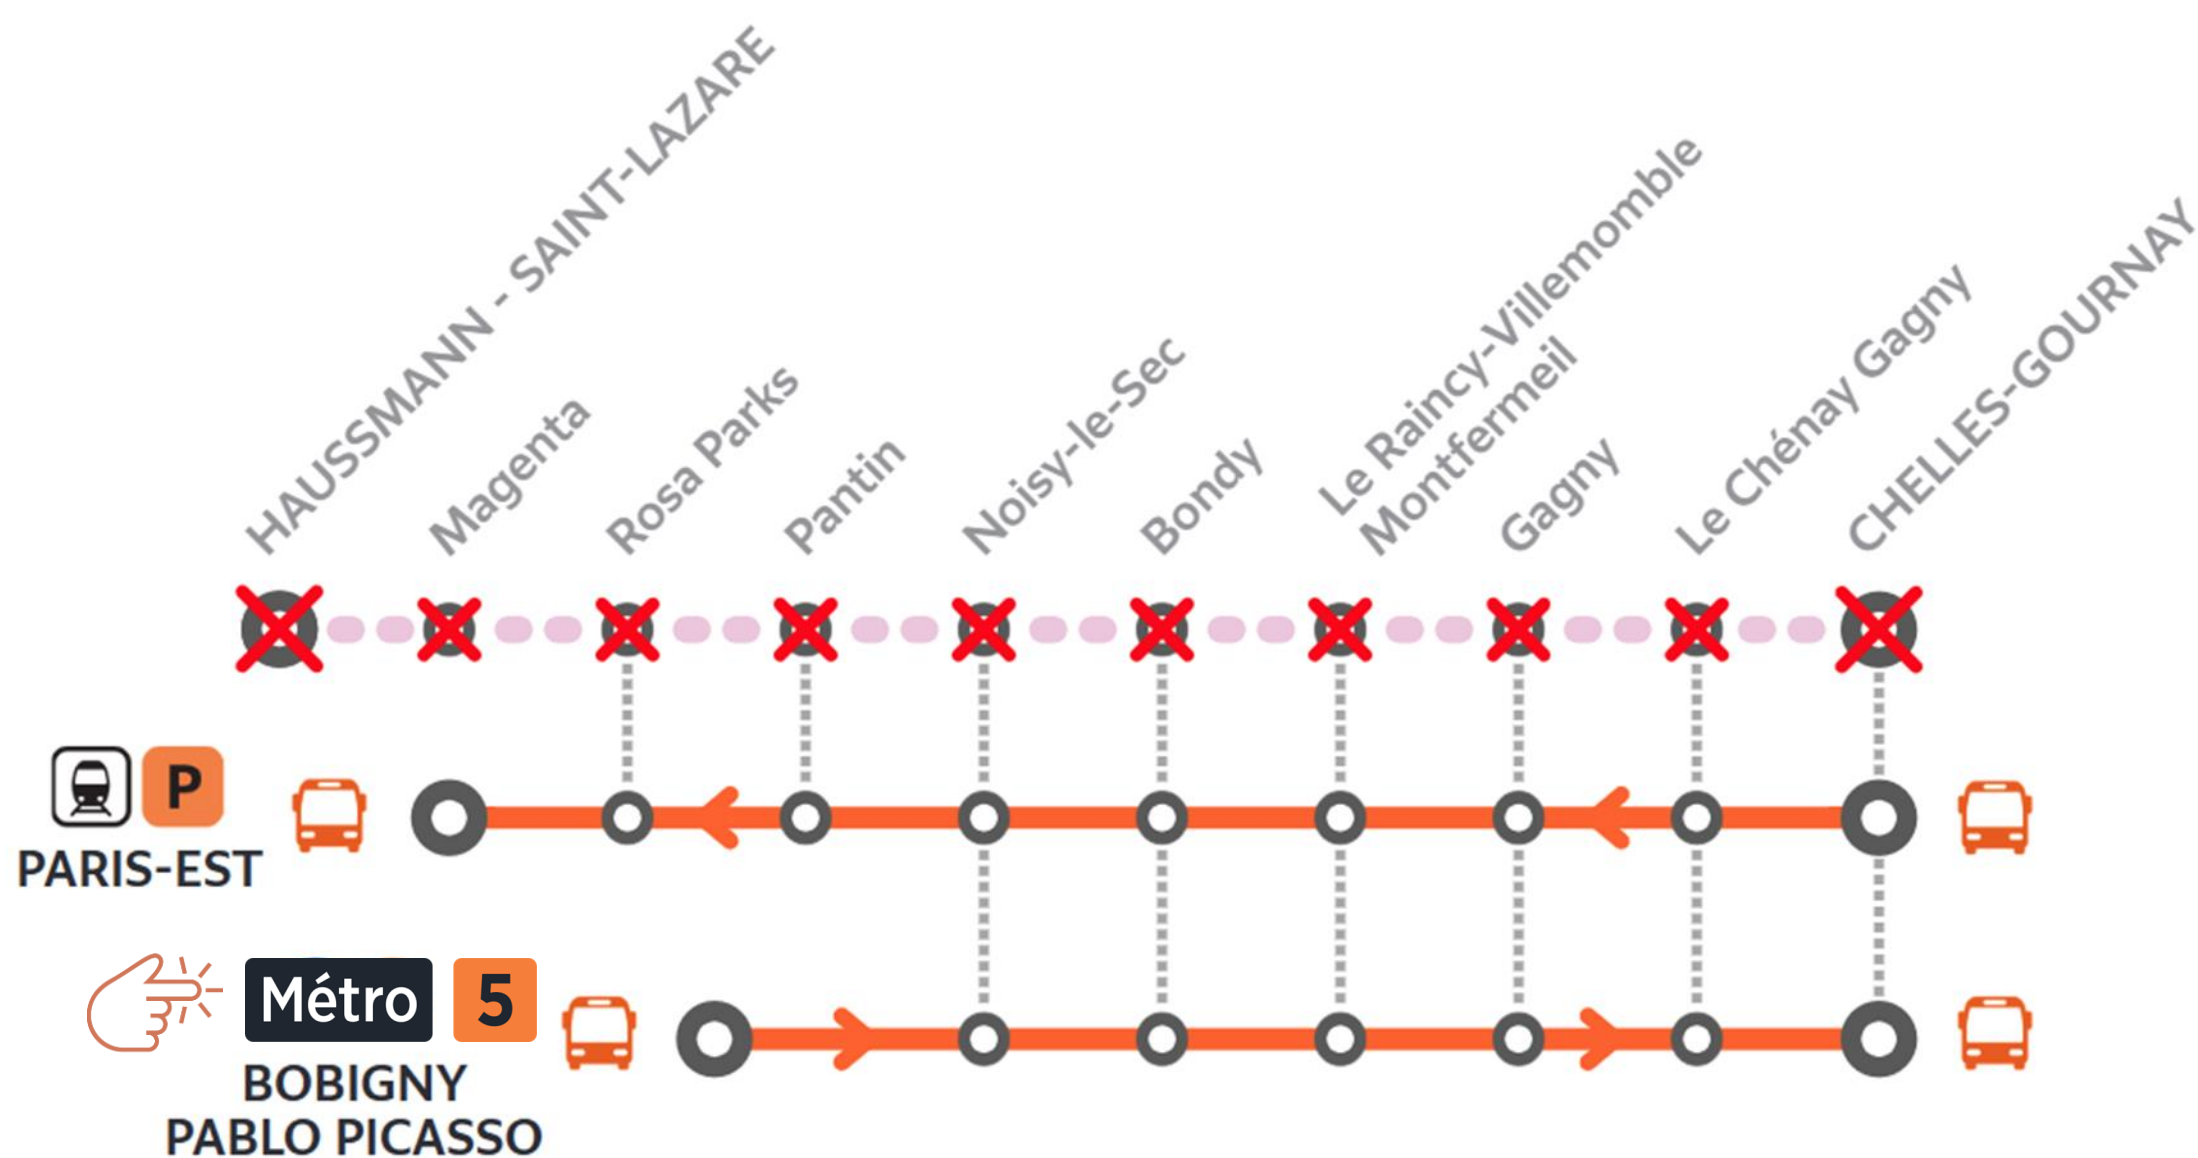 HAUSSMANN - SAINT-LAZARE
Magenta
Rosa Parks
Pantin
Noisy-le-Sec
Bondy
Le Raincy-Villemomble
Montfermeil
Gagny
Le Chénay Gagny
CHELLES-GOURNAY
P
PARIS-EST
Métro 5
BOBIGNY
PABLO PICASSO